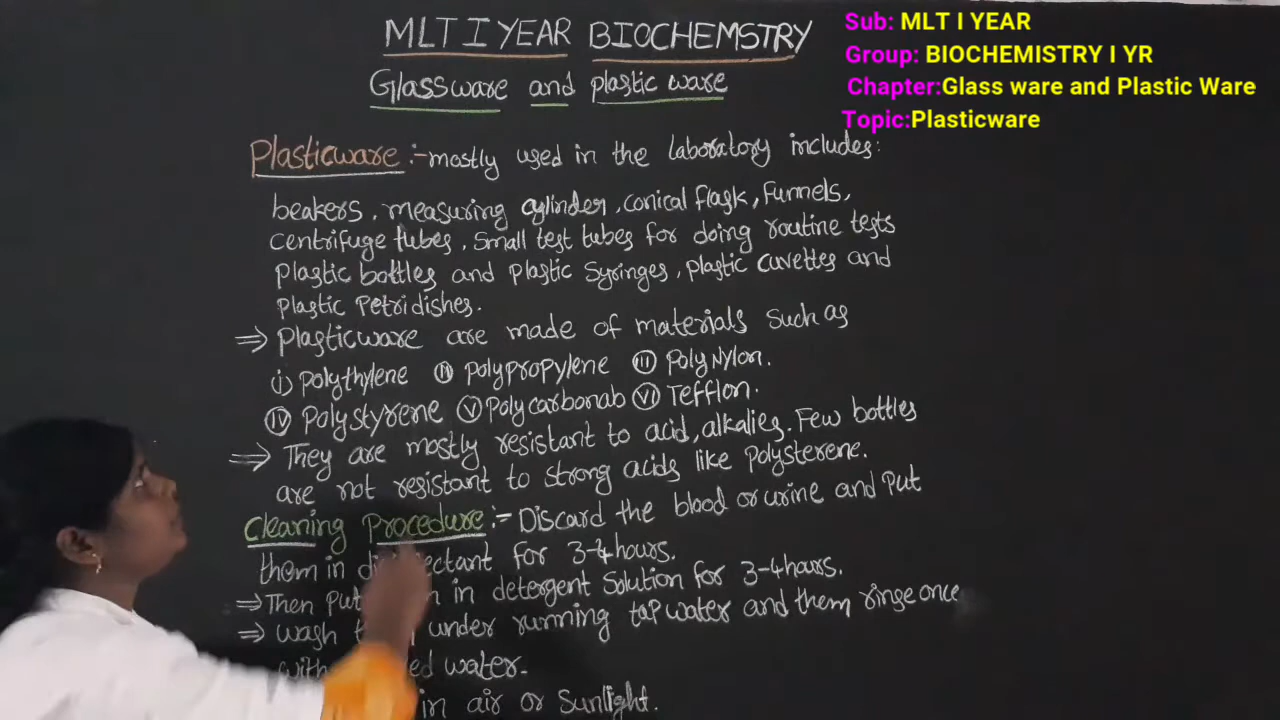 MLT I YEAR BIOCHEMSTRY
Glassware and plastic ware
Sub: MLT I YEAR
Group: BIOCHEMISTRY I YR
Chapter:Glass ware and Plastic Ware
Topic:Plasticware
Plasticware :- mostly used in the laboratory includes:
beakers, measuring cylinder, conical flask, Funnels,
centrifuge tubes, small test tubes for doing routine tests
plastic bottles and plastic Syringes, plastic cuvettes and
plastic Petridishes.
⇒ Plasticware are made of materials such as
(i) Polythylene (ii) Polypropylene (iii) PolyNylon.
(iv) Polystyrene (v) Polycarbonab (vi) Tefflon.
⇒ They are mostly resistant to acid, alkalies. Few bottles
are not resistant to strong acids like Polysterene.
Cleaning Procedure :- Discard the blood or urine and put
them in for 3-4 hours.
⇒ Then put in detergent Solution for 3-4 hours.
⇒ wash under running tap water and them rinse once
water.
in air or Sunlight.